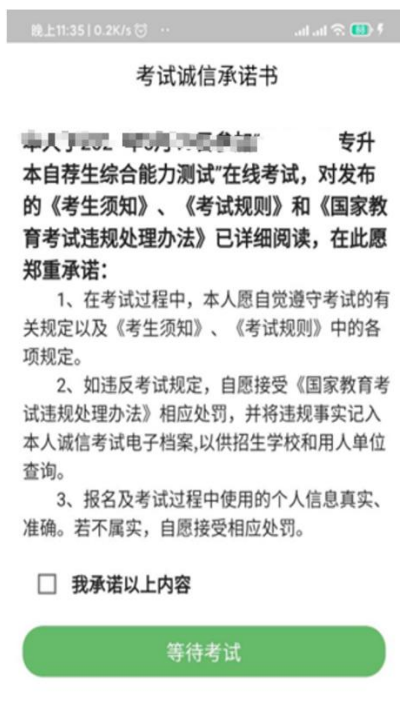 晚上11:35 | 0.2K/s
考试诚信承诺书
专升
本自荐生综合能力测试”在线考试，对发布
的《考生须知》、《考试规则》和《国家教
育考试违规处理办法》已详细阅读，在此愿
郑重承诺：
1、在考试过程中，本人愿自觉遵守考试的有
关规定以及《考生须知》、《考试规则》中的各
项规定。
2、如违反考试规定，自愿接受《国家教育考
试违规处理办法》相应处罚，并将违规事实记入
本人诚信考试电子档案,以供招生学校和用人单位
查询。
3、报名及考试过程中使用的个人信息真实、
准确。若不属实，自愿接受相应处罚。
我承诺以上内容
等待考试